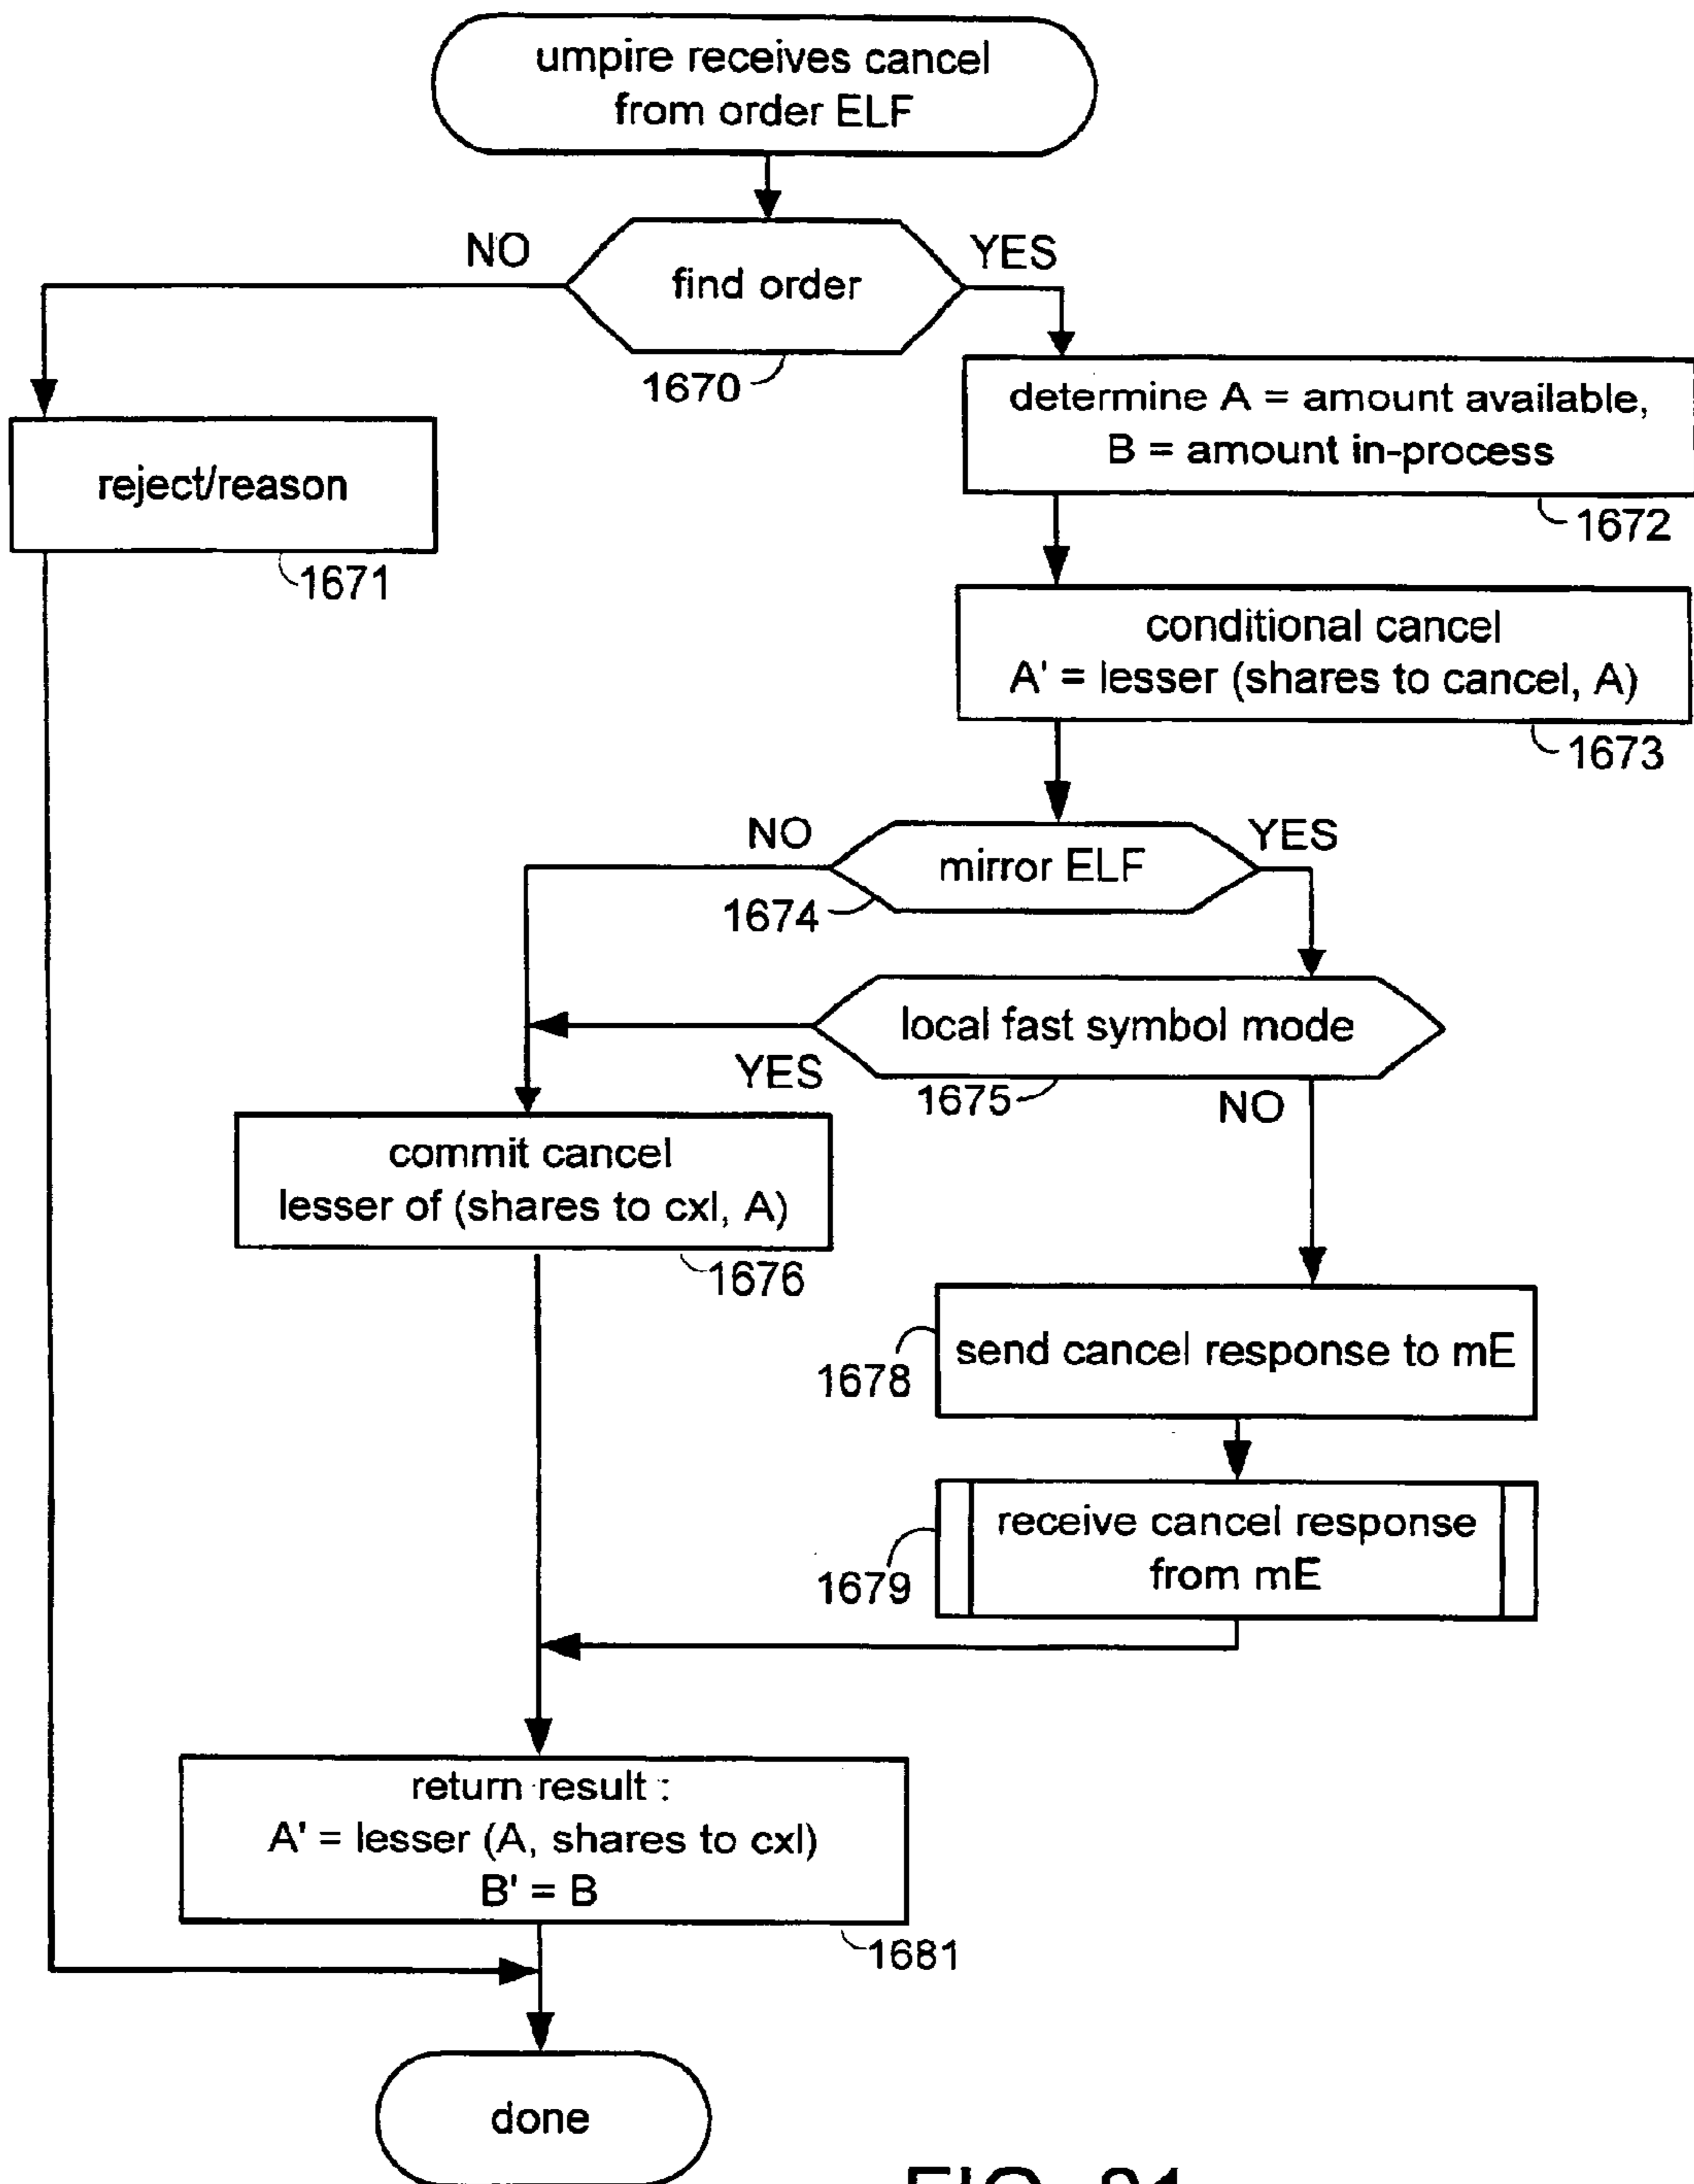 umpire receives cancel
from order ELF
NO
YES
find order
1670
determine A = amount available,
B = amount in-process
1672
reject/reason
1671
conditional cancel
A' = lesser (shares to cancel, A)
1673
NO
YES
mirror ELF
1674
local fast symbol mode
YES
1675
NO
commit cancel
lesser of (shares to cxl, A)
1676
send cancel response to mE
1678
receive cancel response
from mE
1679
return result :
A' = lesser (A, shares to cxl)
B' = B
1681
done